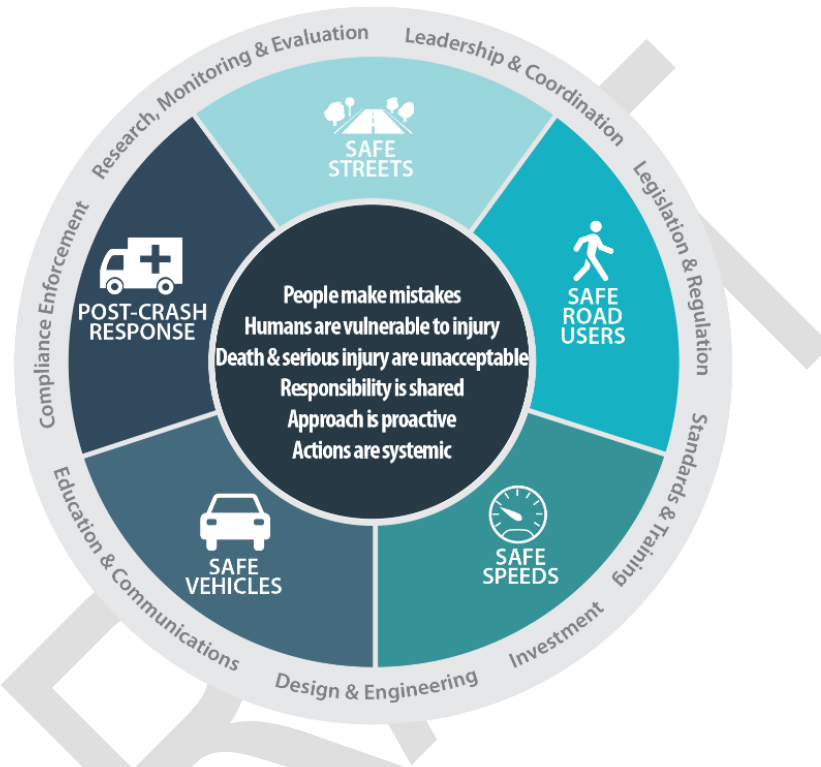 Research, Monitoring & Evaluation
Leadership & Coordination
Legislation & Regulation
Standards & Training
Investment
Design & Engineering
Education & Communications
Compliance Enforcement
SAFE
STREETS
SAFE
ROAD
USERS
SAFE
SPEEDS
SAFE
VEHICLES
POST-CRASH
RESPONSE
People make mistakes
Humans are vulnerable to injury
Death & serious injury are unacceptable
Responsibility is shared
Approach is proactive
Actions are systemic